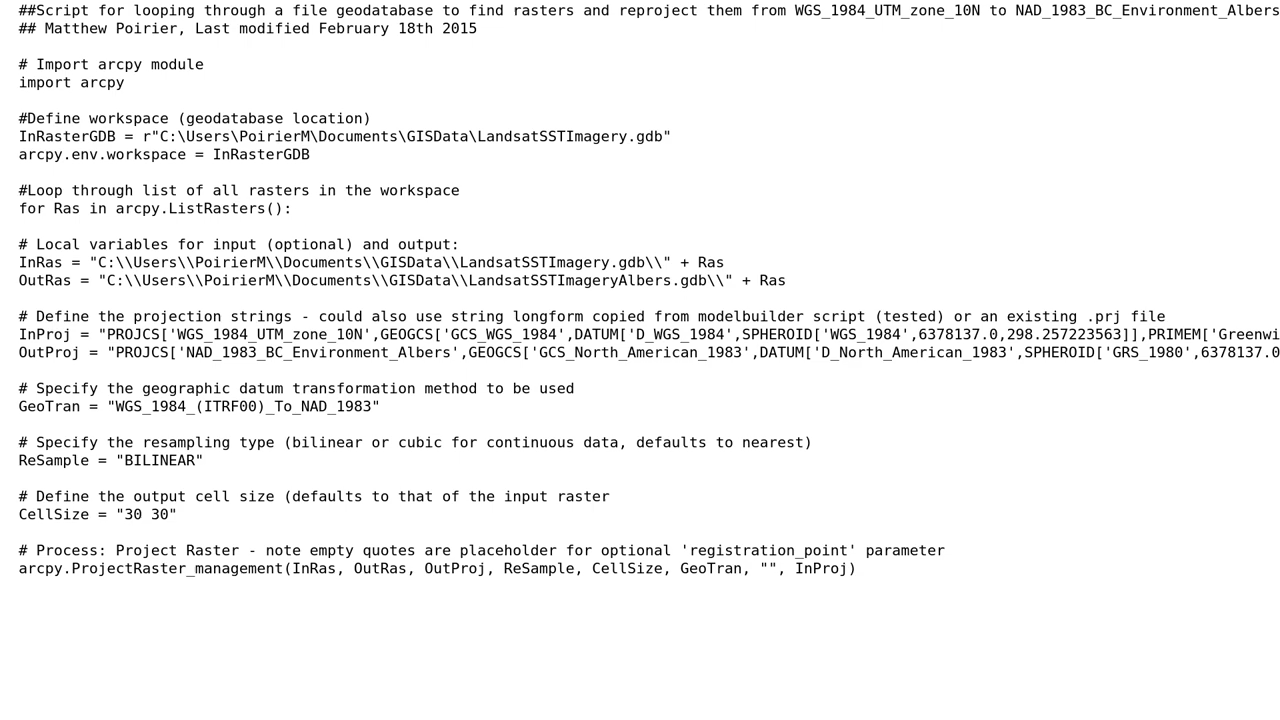 ##Script for looping through a file geodatabase to find rasters and reproject them from WGS_1984_UTM_zone_10N to NAD_1983_BC_Environment_Albers
## Matthew Poirier, Last modified February 18th 2015
# Import arcpy module
import arcpy
#Define workspace (geodatabase location)
InRasterGDB = r"C:\Users\PoirierM\Documents\GISData\LandsatSSTImagery.gdb"
arcpy.env.workspace = InRasterGDB
#Loop through list of all rasters in the workspace
for Ras in arcpy.ListRasters():
# Local variables for input (optional) and output:
InRas = "C:\\Users\\PoirierM\\Documents\\GISData\\LandsatSSTImagery.gdb\\" + Ras
OutRas = "C:\\Users\\PoirierM\\Documents\\GISData\\LandsatSSTImageryAlbers.gdb\\" + Ras
# Define the projection strings - could also use string longform copied from modelbuilder script (tested) or an existing .prj file
InProj = "PROJCS['WGS_1984_UTM_zone_10N',GEOGCS['GCS_WGS_1984',DATUM['D_WGS_1984',SPHEROID['WGS_1984',6378137.0,298.257223563]],PRIMEM['Greenwi
OutProj = "PROJCS['NAD_1983_BC_Environment_Albers',GEOGCS['GCS_North_American_1983',DATUM['D_North_American_1983',SPHEROID['GRS_1980',6378137.0
# Specify the geographic datum transformation method to be used
GeoTran = "WGS_1984_(ITRF00)_To_NAD_1983"
# Specify the resampling type (bilinear or cubic for continuous data, defaults to nearest)
ReSample = "BILINEAR"
# Define the output cell size (defaults to that of the input raster
CellSize = "30 30"
# Process: Project Raster - note empty quotes are placeholder for optional 'registration_point' parameter
arcpy.ProjectRaster_management(InRas, OutRas, OutProj, ReSample, CellSize, GeoTran, "", InProj)